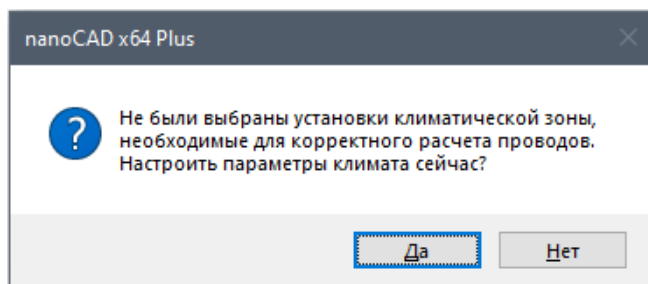 nanoCAD x64 Plus
Не были выбраны установки климатической зоны,
необходимые для корректного расчета проводов.
Настроить параметры климата сейчас?
Да
Нет